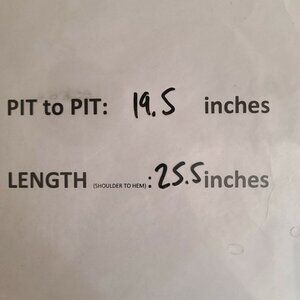 PIT to PIT: 19.5 inches
LENGTH (SHOULDER TO HEM): 25.5 inches